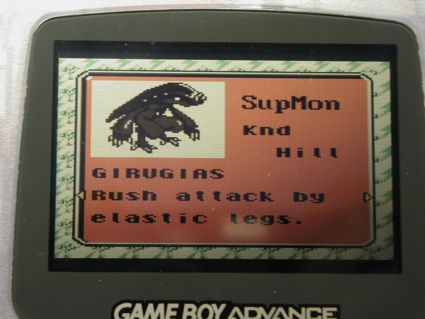 SupMon
Knd
Hill
GIRUGIAS
Rush attack by
elastic legs.
GAME BOY ADVANCE